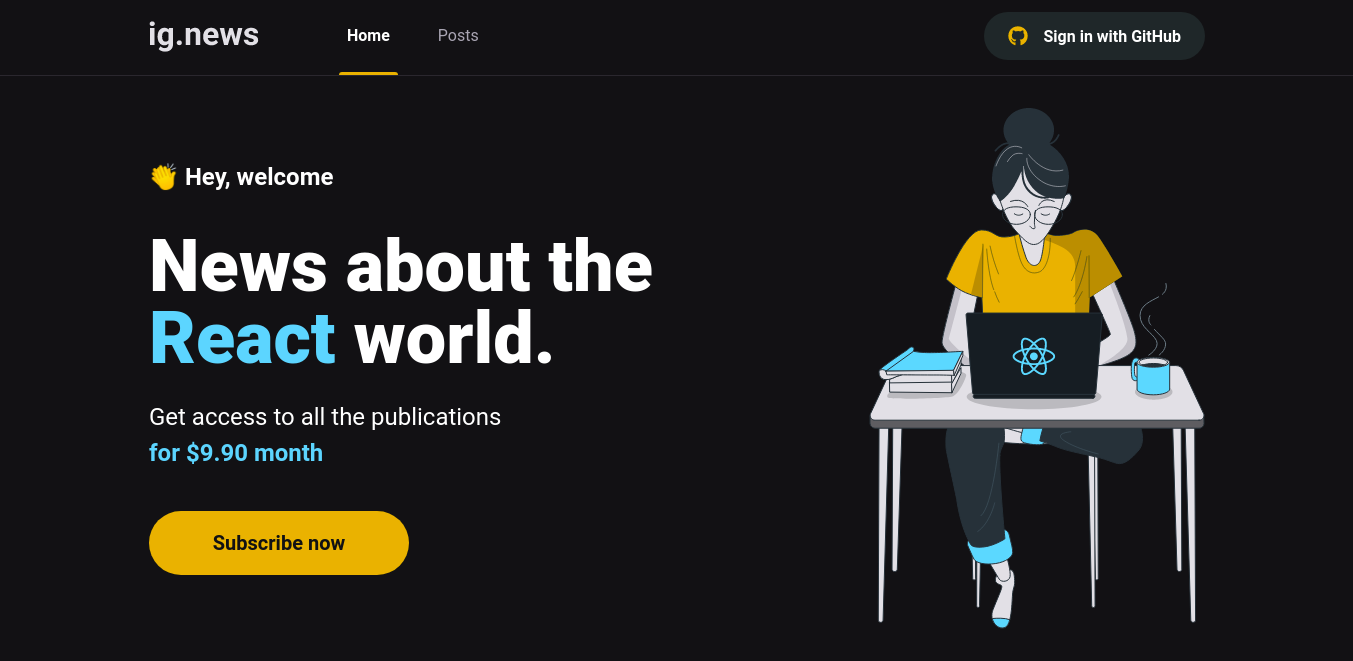 ig.news
Home
Posts
Sign in with GitHub
👋 Hey, welcome
News about the
React world.
Get access to all the publications
for $9.90 month
Subscribe now